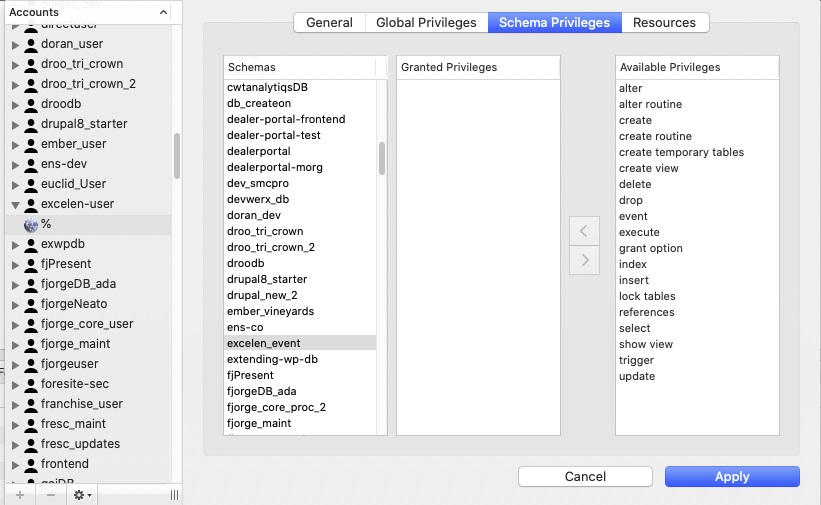 Accounts
doran_user
droo_tri_crown
droo_tri_crown_2
droodb
drupal8_starter
ember_user
ens-dev
euclid_User
excelen-user
%
exwpdb
fjPresent
fjorgeDB_ada
fjorgeNeato
fjorge_core_user
fjorge_maint
fjorgeuser
foresite-sec
franchise_user
fresc_maint
fresc_updates
frontend
General
Global Privileges
Schema Privileges
Resources
Schemas
cwtanalytiqsDB
db_createon
dealer-portal-frontend
dealer-portal-test
dealerportal
dealerportal-morg
dev_smcpro
devwerx_db
doran_dev
droo_tri_crown
droo_tri_crown_2
droodb
drupal8_starter
drupal_new_2
ember_vineyards
ens-co
excelen_event
extending-wp-db
fjPresent
fjorgeDB_ada
fjorge_core_proc_2
fjorge_maint
Granted Privileges
Available Privileges
alter
alter routine
create
create routine
create temporary tables
create view
delete
drop
event
execute
grant option
index
insert
lock tables
references
select
show view
trigger
update
Cancel
Apply